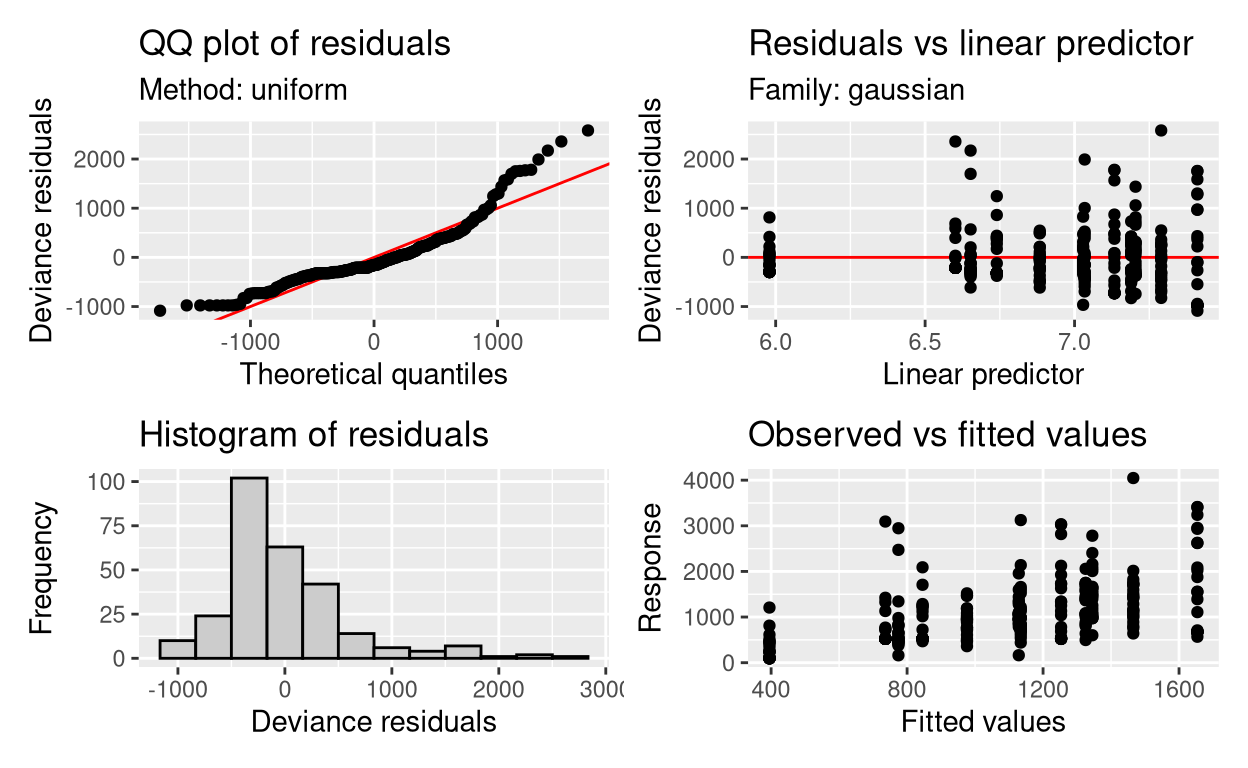 QQ plot of residuals
Method: uniform
Deviance residuals
2000
1000
0
-1000
-1000
0
1000
Theoretical quantiles
Residuals vs linear predictor
Family: gaussian
Deviance residuals
2000
1000
0
-1000
6.0
6.5
7.0
Linear predictor
Histogram of residuals
Frequency
100
75
50
25
0
-1000
0
1000
2000
3000
Deviance residuals
Observed vs fitted values
Response
4000
3000
2000
1000
0
400
800
1200
1600
Fitted values